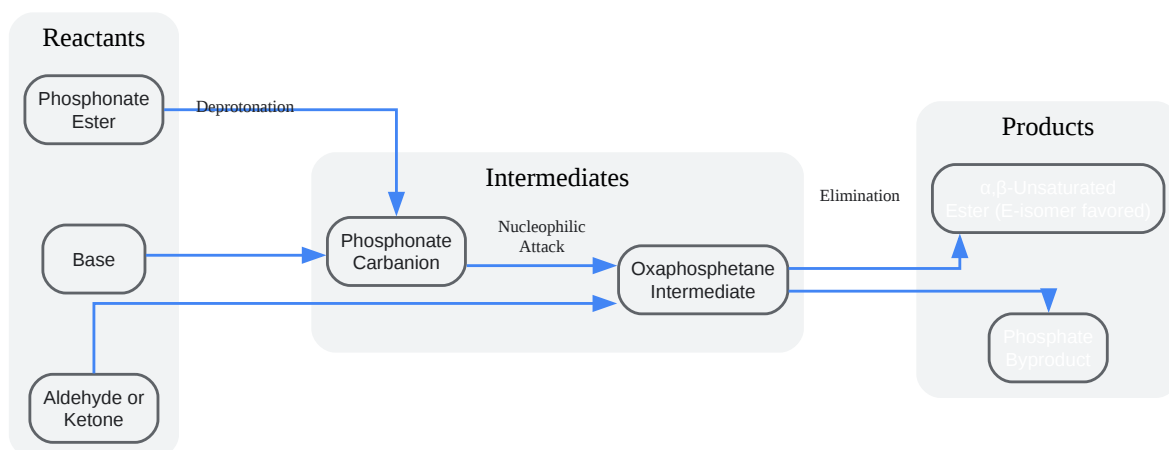 Reactants
Phosphonate
Ester
Deprotonation
Base
Aldehyde or
Ketone
Intermediates
Phosphonate
Carbanion
Nucleophilic
Attack
Oxaphosphetane
Intermediate
Elimination
Products
α,β-Unsaturated
Ester (E-isomer favored)
Phosphate
Byproduct